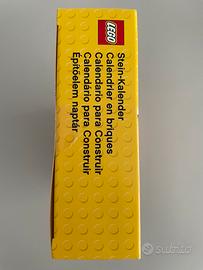 LEGO
Stein-Kalender
Calendrier en briques
Calendario para Construir
Calendário para Construir
Építőelem naptár
subito